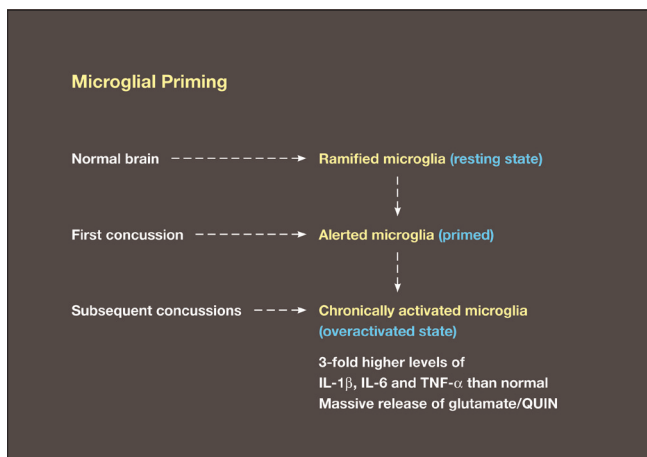 Microglial Priming
Normal brain Ramified microglia (resting state)
First concussion Alerted microglia (primed)
Subsequent concussions Chronically activated microglia
(overactivated state)
3-fold higher levels of
IL-1β, IL-6 and TNF-α than normal
Massive release of glutamate/QUIN